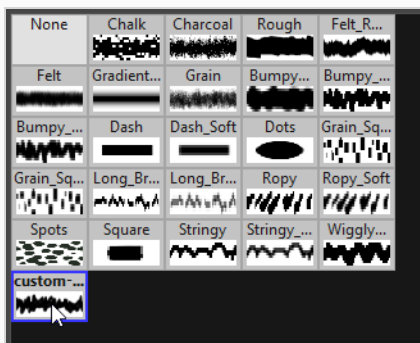 None Chalk Charcoal Rough Felt_R...
Felt Gradient... Grain Bumpy... Bumpy_...
Bumpy_... Dash Dash_Soft Dots Grain_Sq...
Grain_Sq... Long_Br... Long_Br... Ropy Ropy_Soft
Spots Square Stringy Stringy_... Wiggly...
custom-...